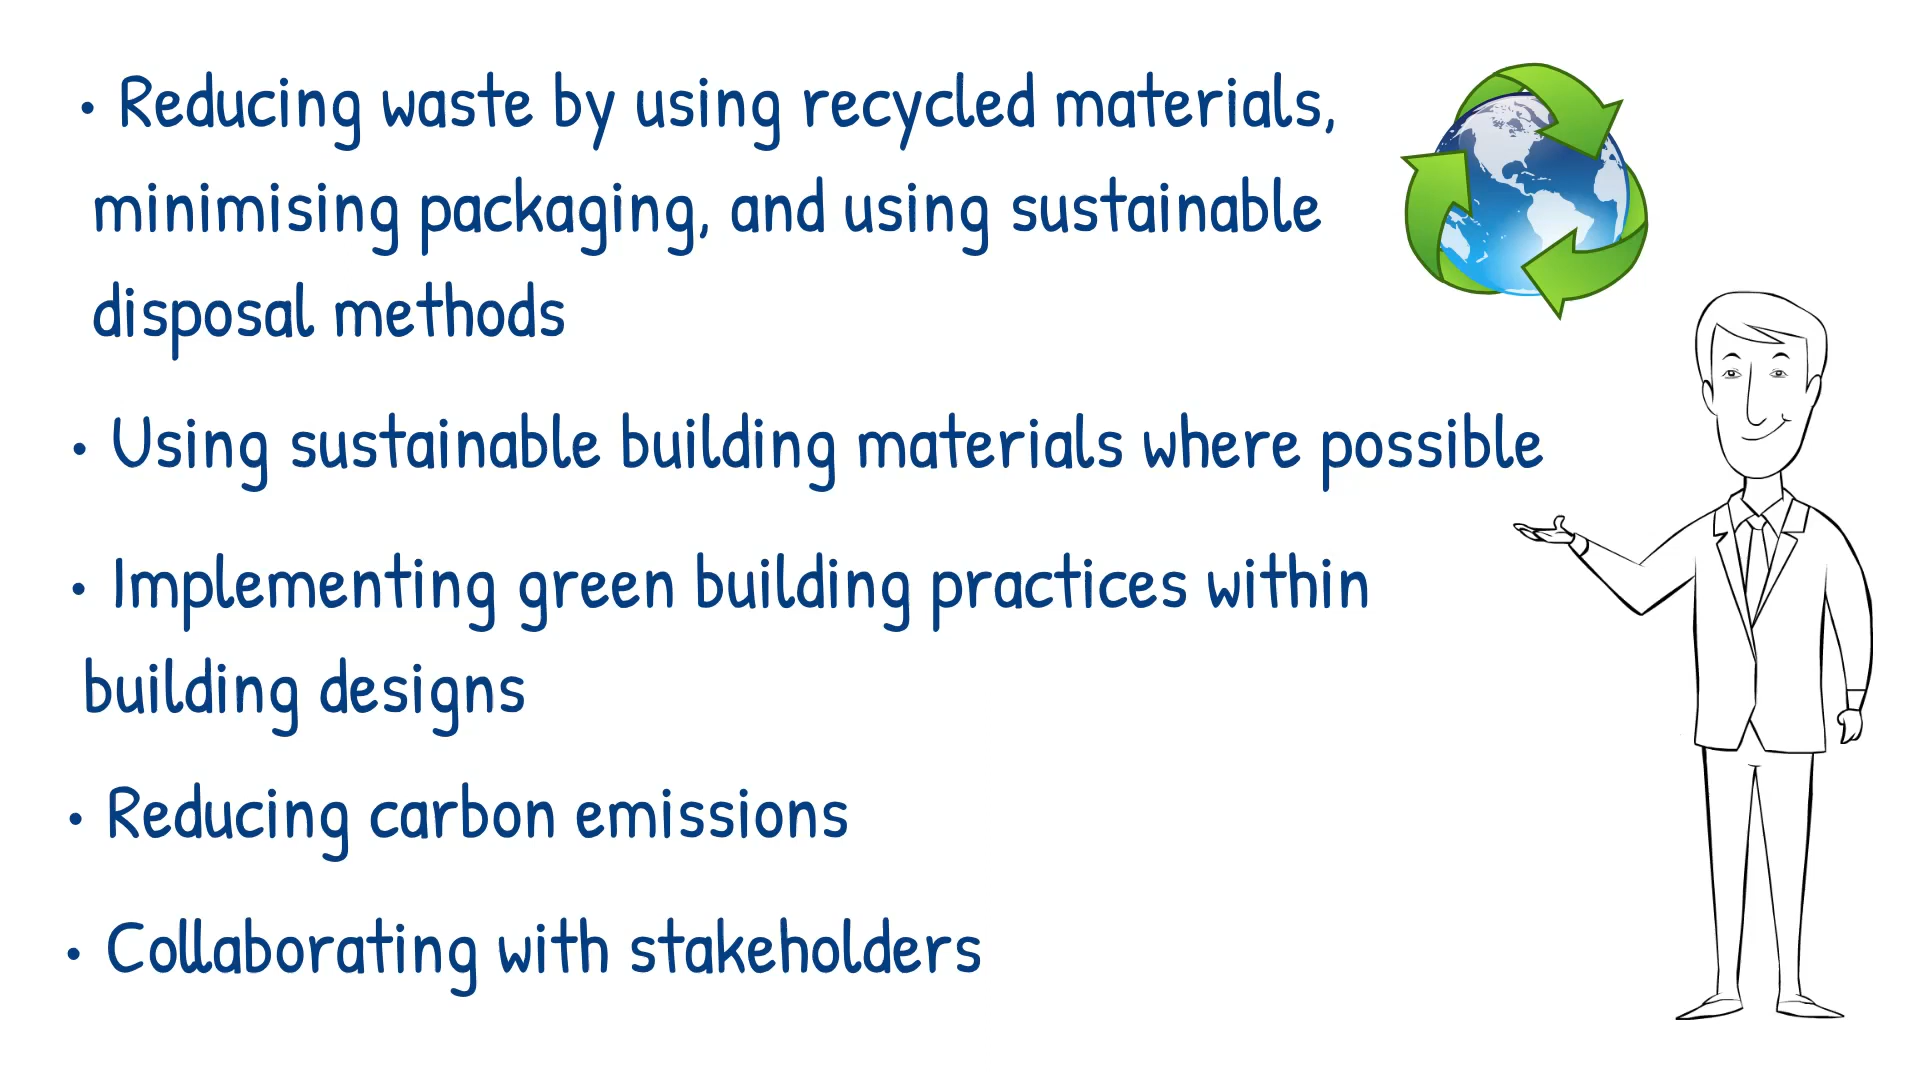 • Reducing waste by using recycled materials,
minimising packaging, and using sustainable
disposal methods
• Using sustainable building materials where possible
• Implementing green building practices within
building designs
• Reducing carbon emissions
• Collaborating with stakeholders